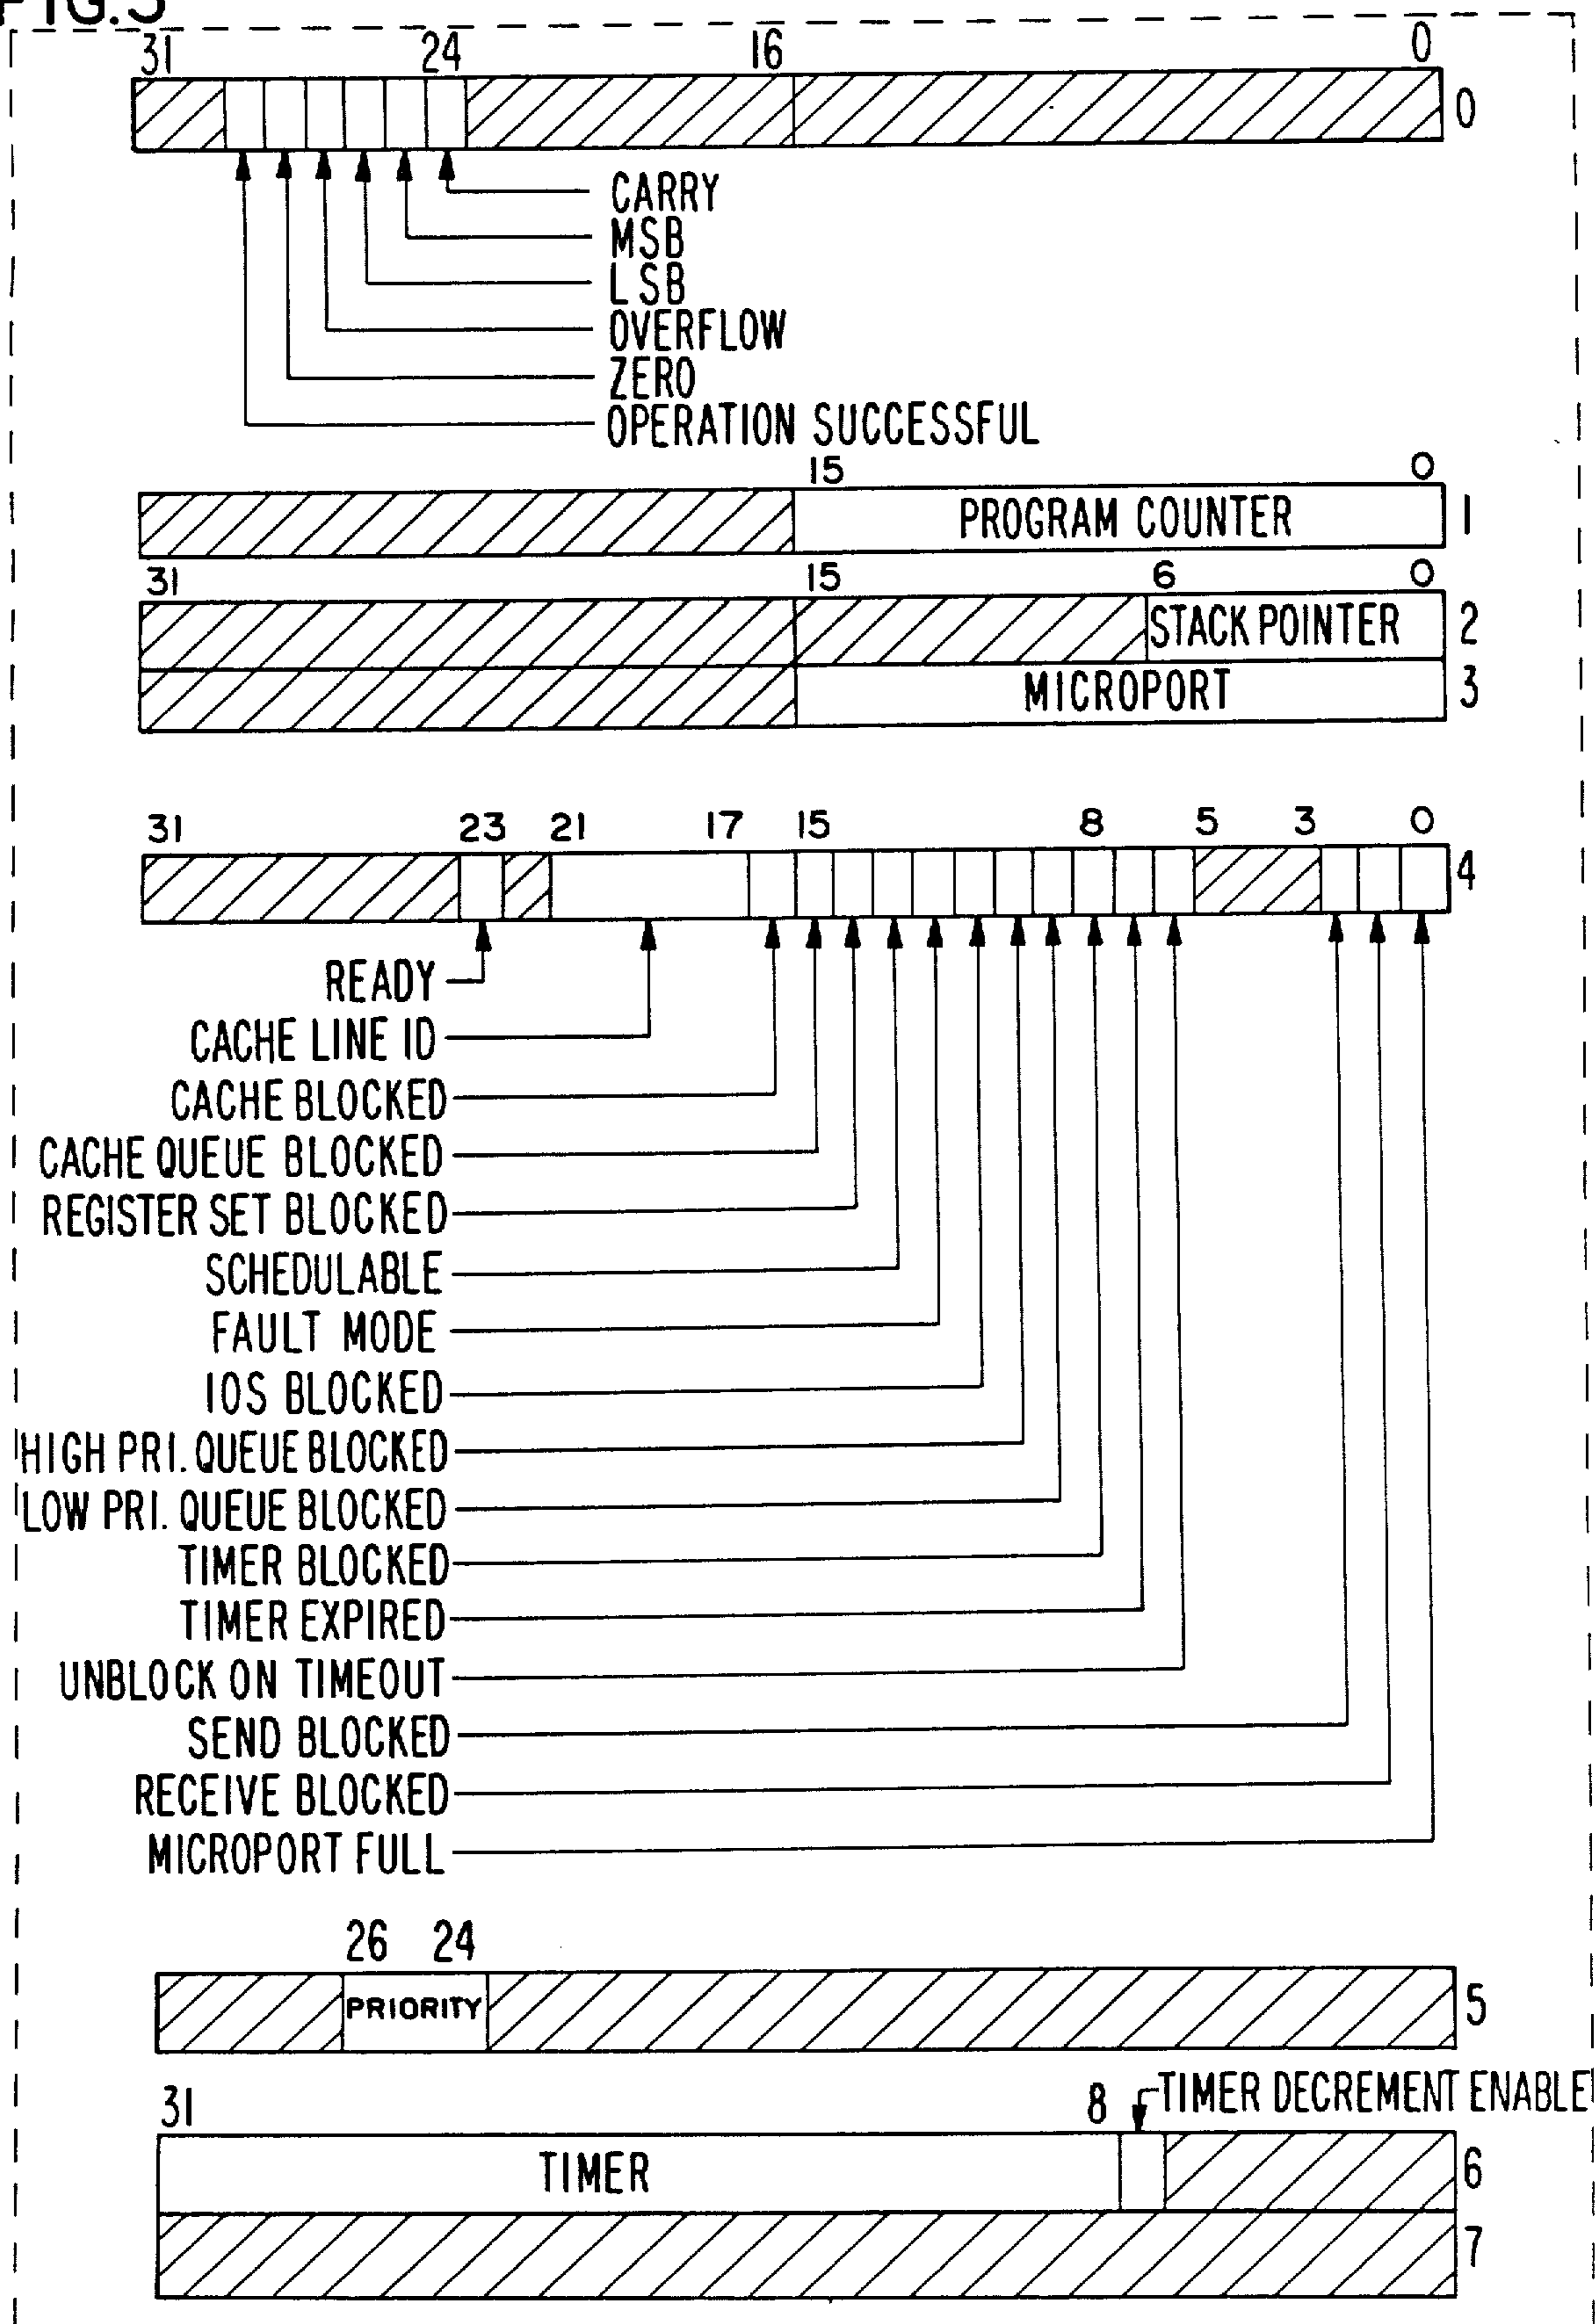 FIG.5
31 24 16 0
0
CARRY
MSB
LSB
OVERFLOW
ZERO
OPERATION SUCCESSFUL
15 0
PROGRAM COUNTER 1
31 15 6 0
STACK POINTER 2
MICROPORT 3
31 23 21 17 15 8 5 3 0
4
READY
CACHE LINE ID
CACHE BLOCKED
CACHE QUEUE BLOCKED
REGISTER SET BLOCKED
SCHEDULABLE
FAULT MODE
IOS BLOCKED
HIGH PRI. QUEUE BLOCKED
LOW PRI. QUEUE BLOCKED
TIMER BLOCKED
TIMER EXPIRED
UNBLOCK ON TIMEOUT
SEND BLOCKED
RECEIVE BLOCKED
MICROPORT FULL
26 24
PRIORITY 5
31 8 TIMER DECREMENT ENABLE
TIMER 6
7